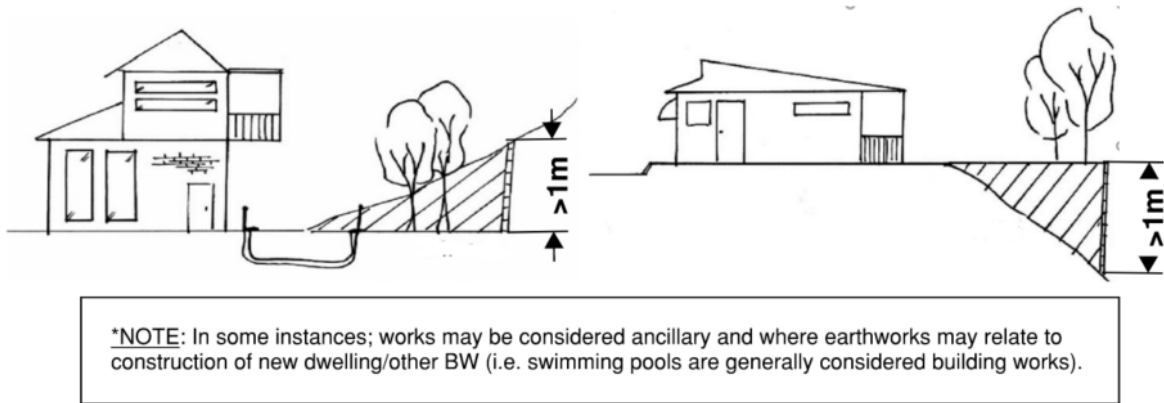 >1m
>1m
*NOTE: In some instances; works may be considered ancillary and where earthworks may relate to
construction of new dwelling/other BW (i.e. swimming pools are generally considered building works).